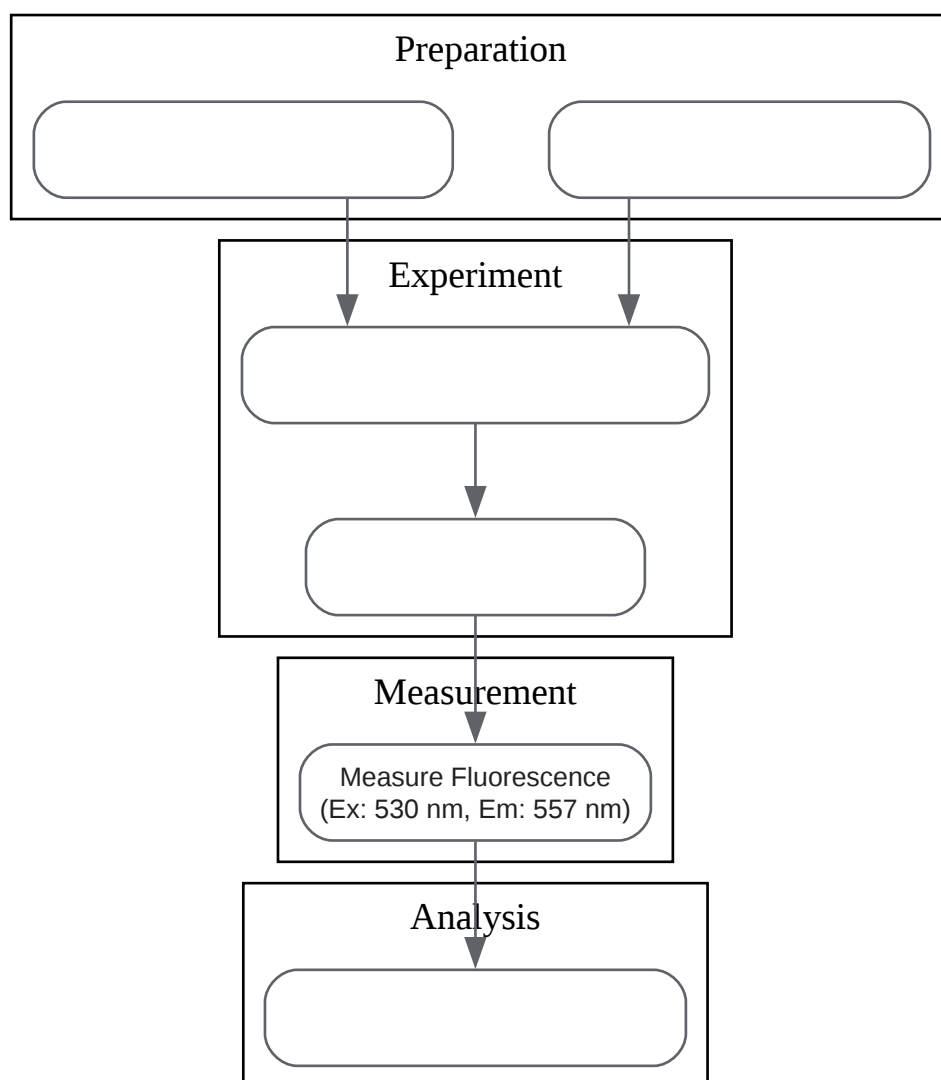 Preparation
Experiment
Measurement
Measure Fluorescence
(Ex: 530 nm, Em: 557 nm)
Analysis